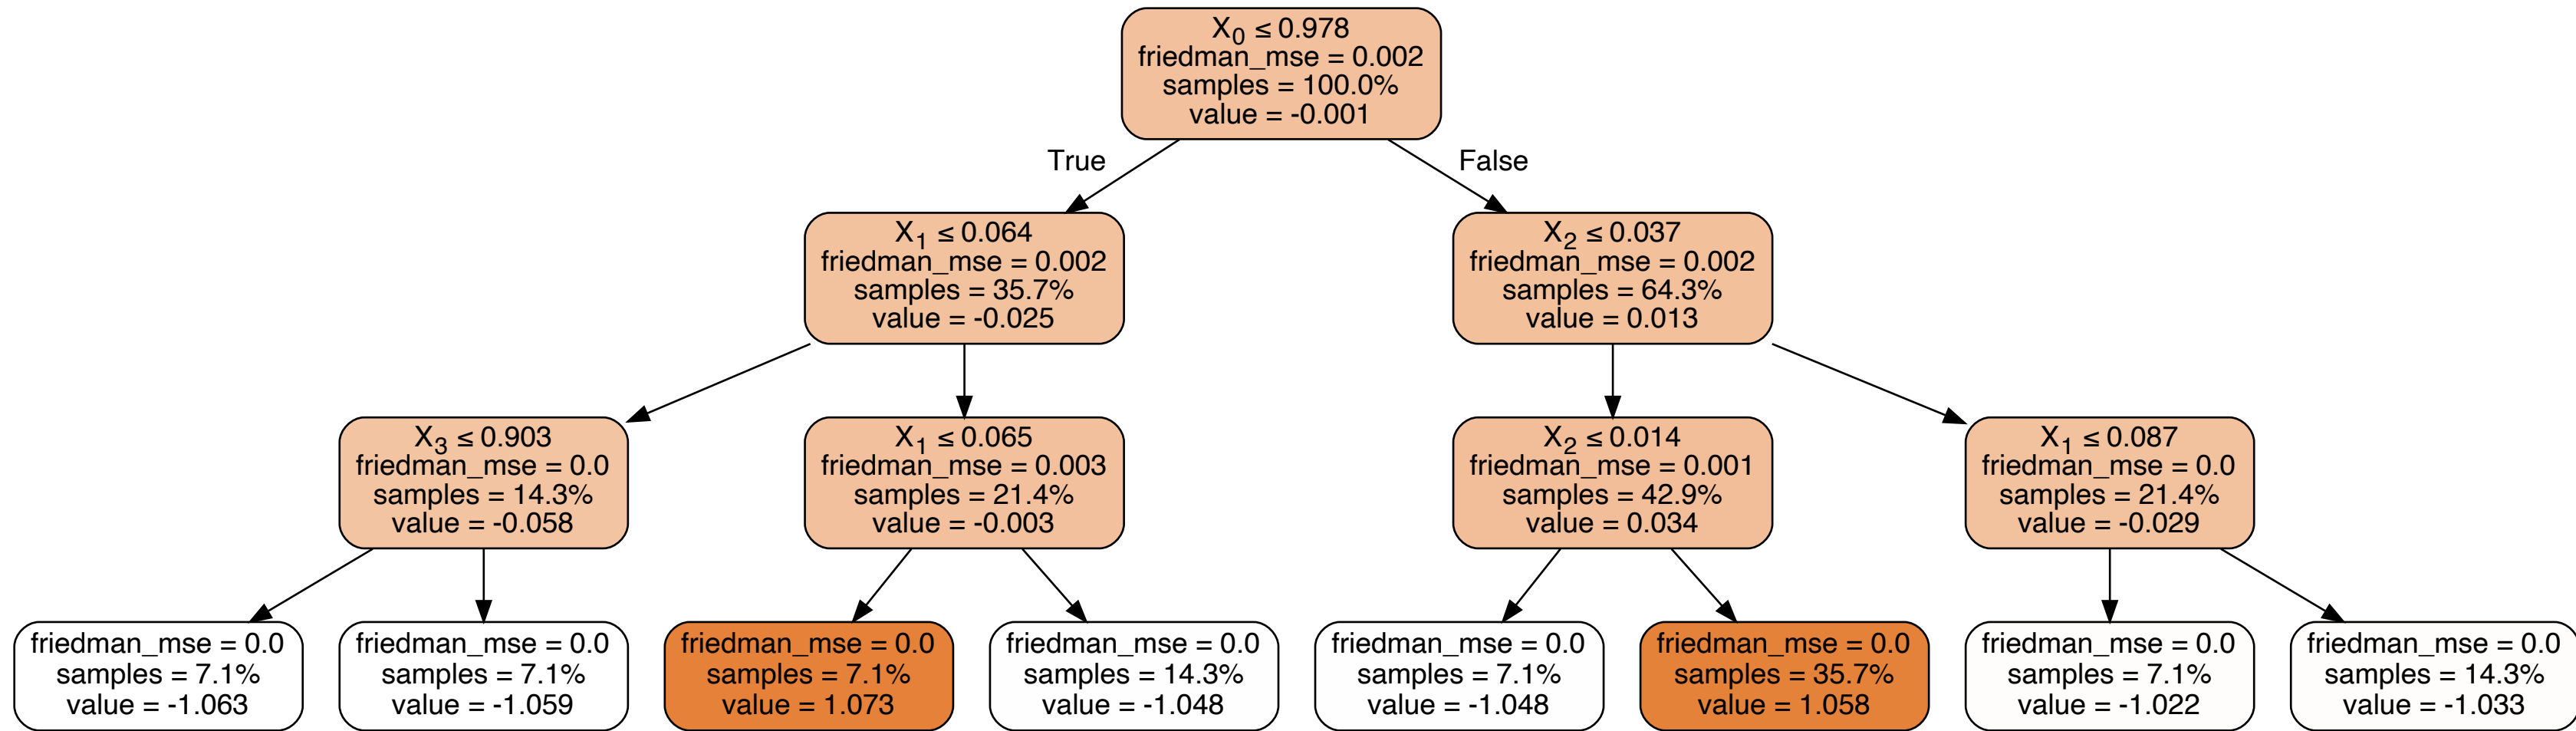 X0 ≤ 0.978
friedman_mse = 0.002
samples = 100.0%
value = -0.001
True
False
X1 ≤ 0.064
friedman_mse = 0.002
samples = 35.7%
value = -0.025
X2 ≤ 0.037
friedman_mse = 0.002
samples = 64.3%
value = 0.013
X3 ≤ 0.903
friedman_mse = 0.0
samples = 14.3%
value = -0.058
X1 ≤ 0.065
friedman_mse = 0.003
samples = 21.4%
value = -0.003
X2 ≤ 0.014
friedman_mse = 0.001
samples = 42.9%
value = 0.034
X1 ≤ 0.087
friedman_mse = 0.0
samples = 21.4%
value = -0.029
friedman_mse = 0.0
samples = 7.1%
value = -1.063
friedman_mse = 0.0
samples = 7.1%
value = -1.059
friedman_mse = 0.0
samples = 7.1%
value = 1.073
friedman_mse = 0.0
samples = 14.3%
value = -1.048
friedman_mse = 0.0
samples = 7.1%
value = -1.048
friedman_mse = 0.0
samples = 35.7%
value = 1.058
friedman_mse = 0.0
samples = 7.1%
value = -1.022
friedman_mse = 0.0
samples = 14.3%
value = -1.033